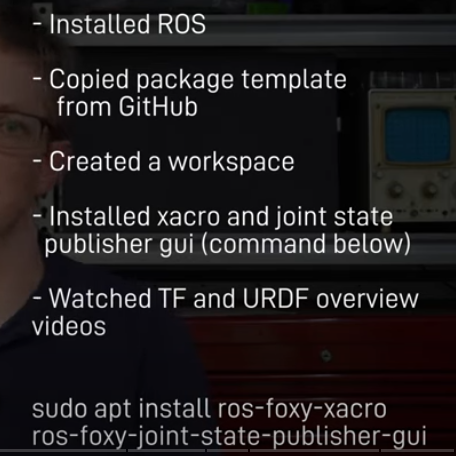 - Installed ROS
- Copied package template
from GitHub
- Created a workspace
- Installed xacro and joint state
publisher gui (command below)
- Watched TF and URDF overview
videos
sudo apt install ros-foxy-xacro
ros-foxy-joint-state-publisher-gui